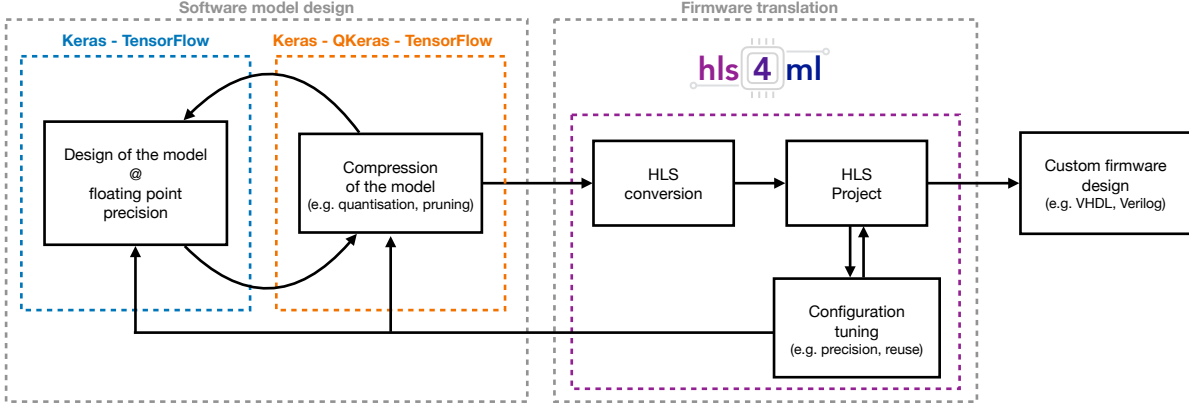 Software model design
Firmware translation
Keras - TensorFlow
Keras - QKeras - TensorFlow
hls 4 ml
Design of the model
@
floating point
precision
Compression
of the model
(e.g. quantisation, pruning)
HLS
conversion
HLS
Project
Custom firmware
design
(e.g. VHDL, Verilog)
Configuration
tuning
(e.g. precision, reuse)